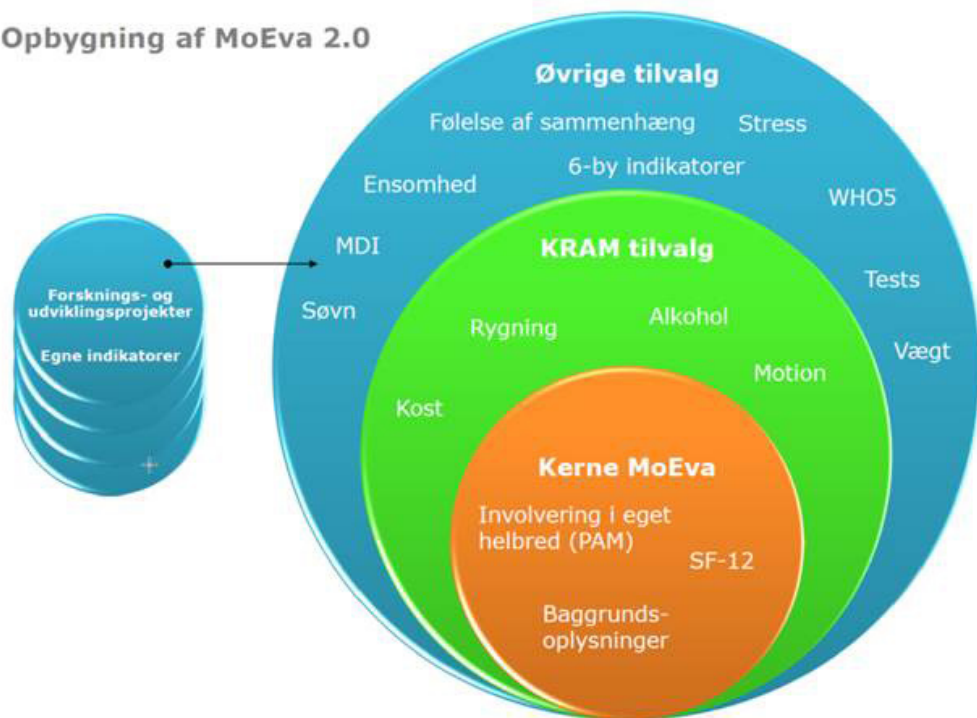 Opbygning af MoEva 2.0
Øvrige tilvalg
Følelse af sammenhæng
Stress
6-by indikatorer
Ensomhed
WHO5
MDI
Tests
Søvn
Vægt
KRAM tilvalg
Rygning
Alkohol
Motion
Kost
Kerne MoEva
Involvering i eget
helbred (PAM)
SF-12
Baggrunds-
oplysninger
Forsknings- og
udviklingsprojekter
Egne indikatorer